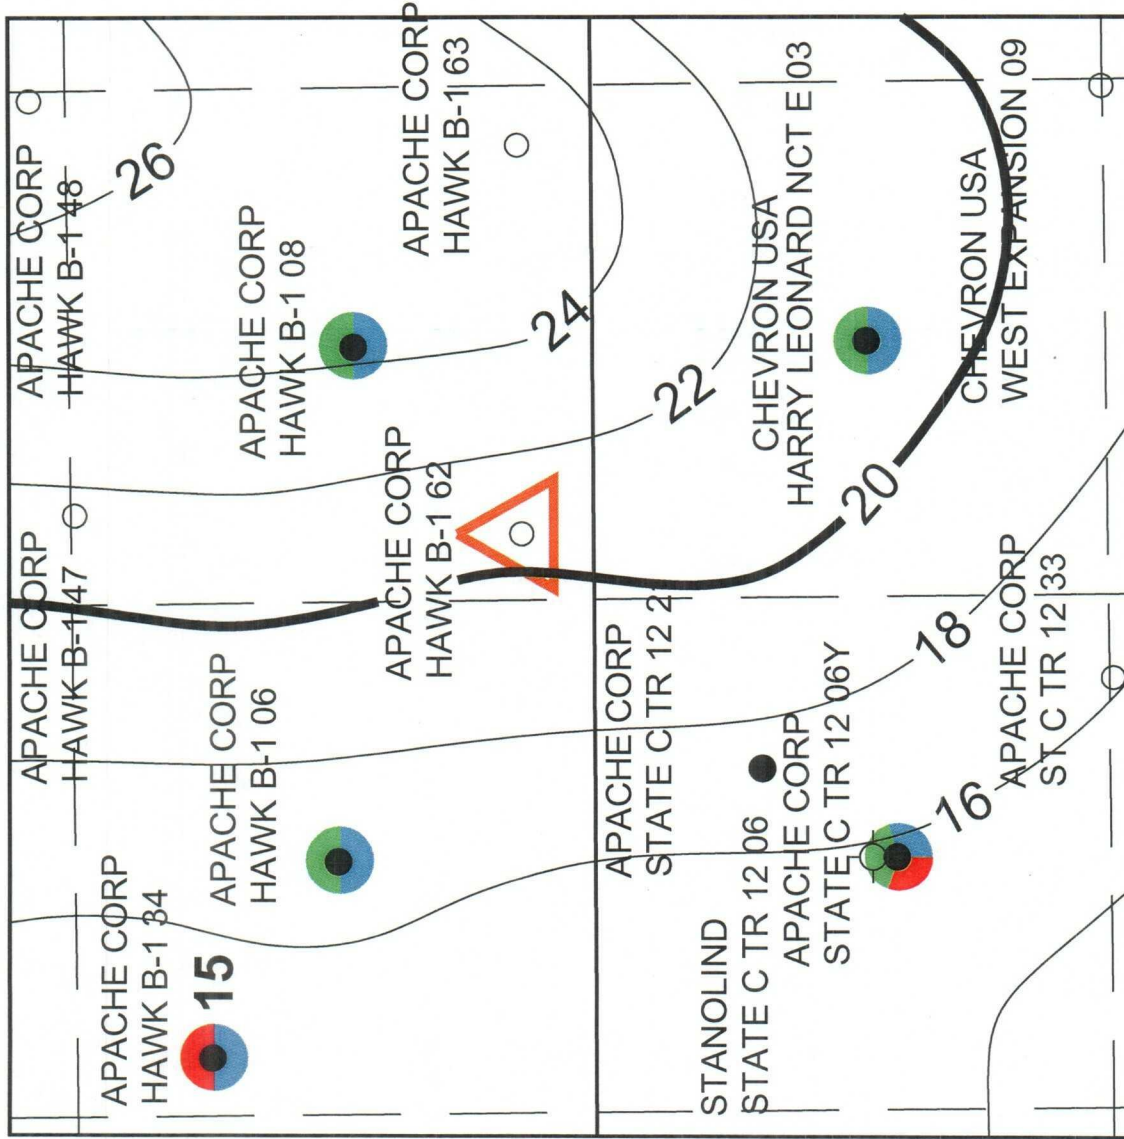 APACHE CORP
HAWK B-1 48
26
APACHE CORP
HAWK B-1 63
APACHE CORP
HAWK B-1 08
24
APACHE CORP
HAWK B-1 47
APACHE CORP
HAWK B-1 62
22
CHEVRON USA
HARRY LEONARD NCT E 03
CHEVRON USA
WEST EXPANSION 09
20
APACHE CORP
HAWK B-1 06
APACHE CORP
HAWK B-1 34
15
APACHE CORP
STATE C TR 12 21
18
STANOLIND
STATE C TR 12 06
APACHE CORP
STATE C TR 12 06Y
16
APACHE CORP
ST C TR 12 33